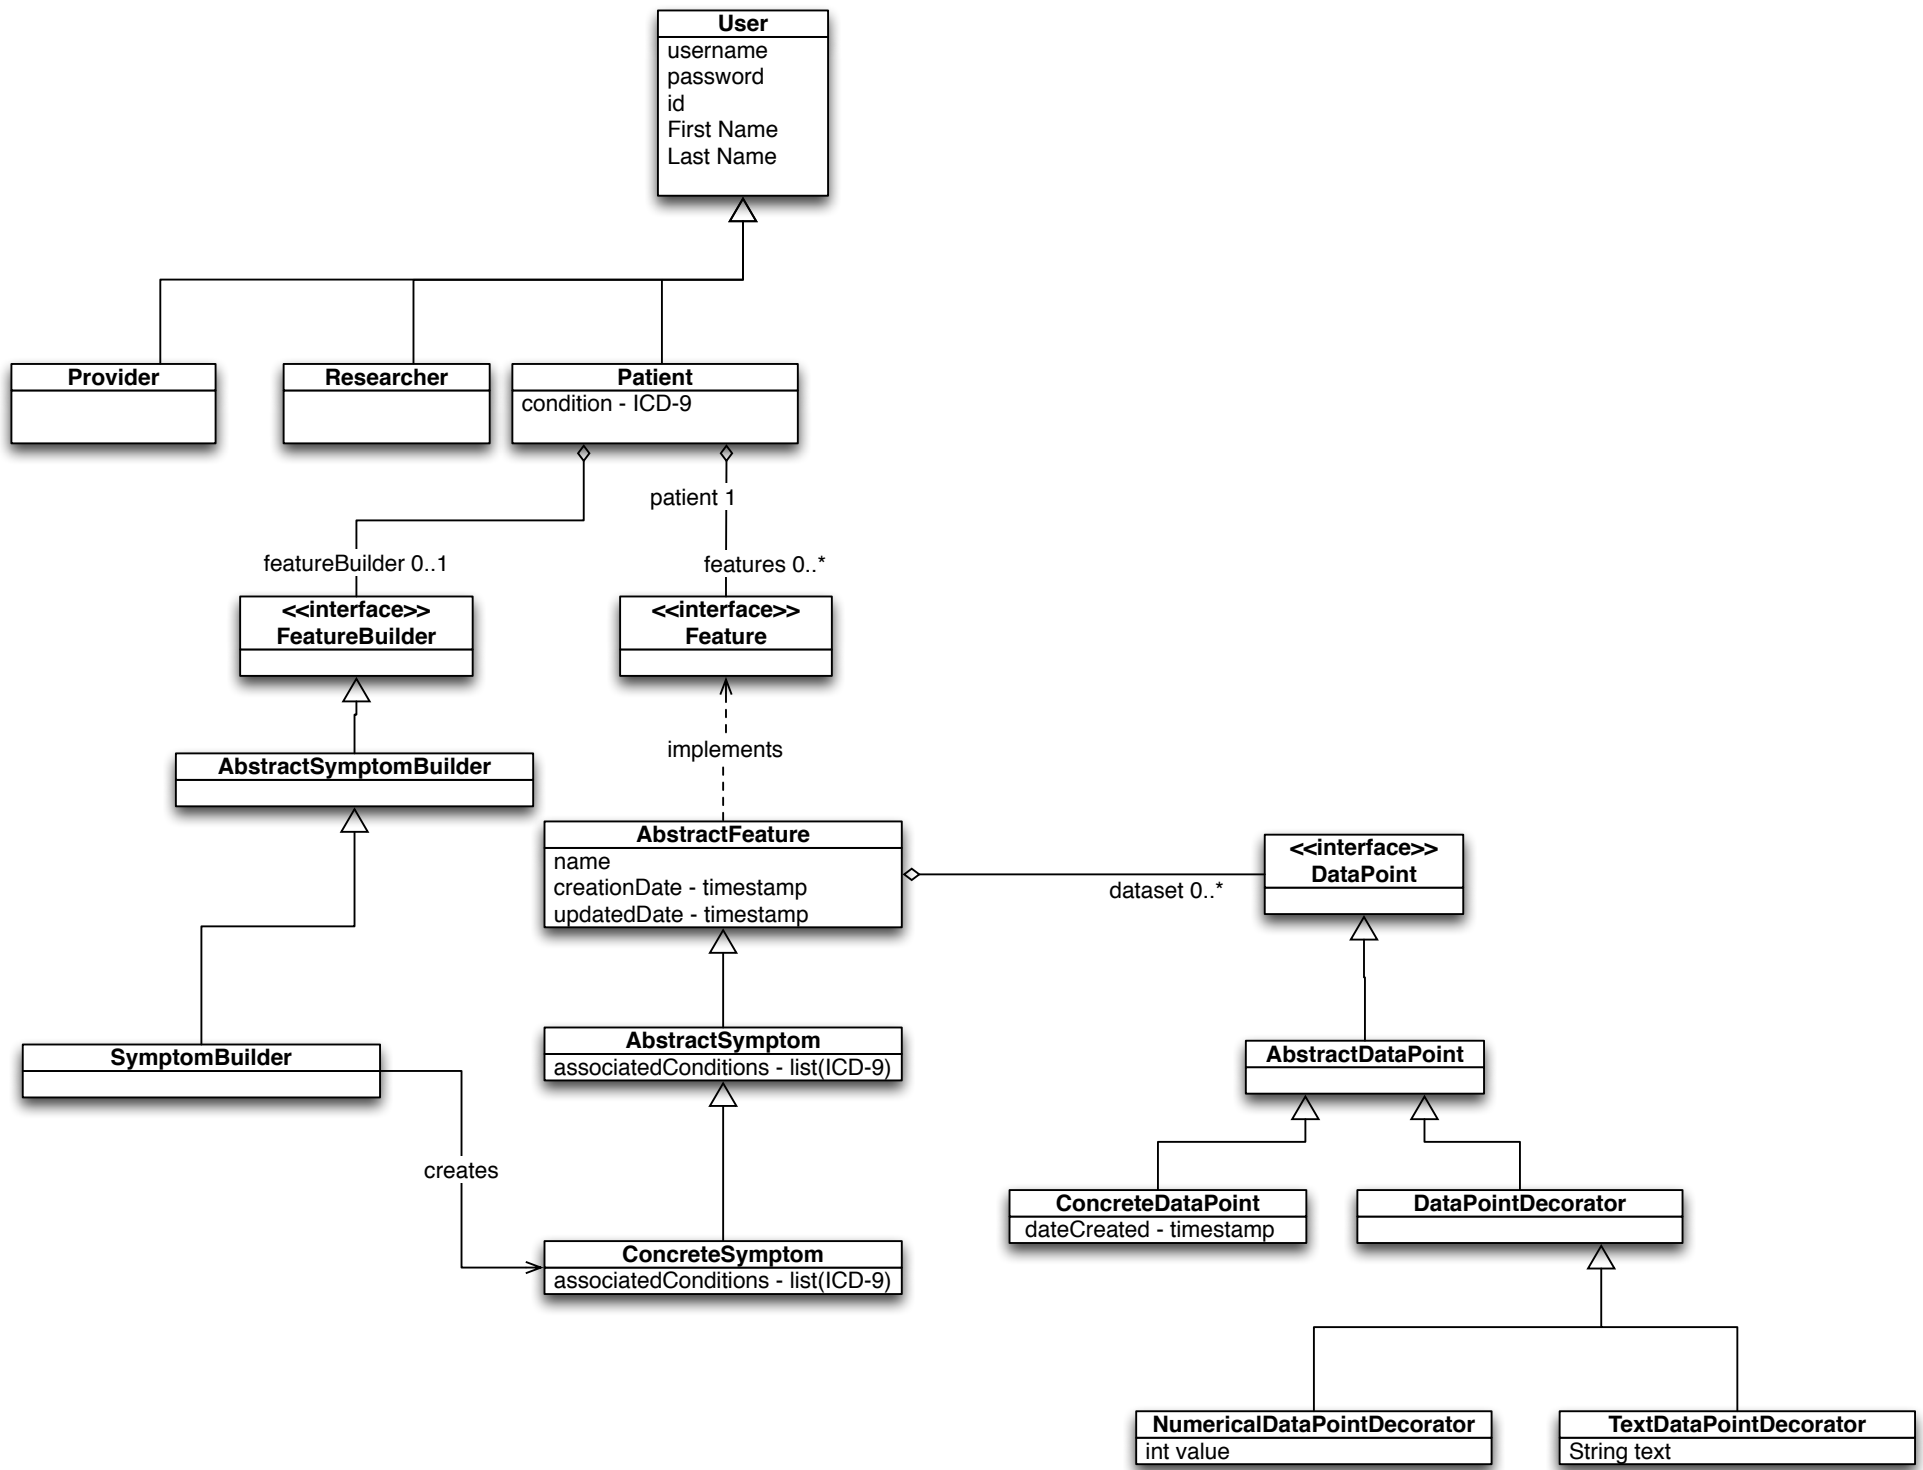 User
username
password
id
First Name
Last Name
Provider
Researcher
Patient
condition - ICD-9
patient 1
featureBuilder 0..1
features 0..*
<<interface>>
FeatureBuilder
<<interface>>
Feature
implements
AbstractSymptomBuilder
AbstractFeature
name
creationDate - timestamp
updatedDate - timestamp
dataset 0..*
<<interface>>
DataPoint
SymptomBuilder
AbstractSymptom
associatedConditions - list(ICD-9)
AbstractDataPoint
creates
ConcreteDataPoint
dateCreated - timestamp
DataPointDecorator
ConcreteSymptom
associatedConditions - list(ICD-9)
NumericalDataPointDecorator
int value
TextDataPointDecorator
String text